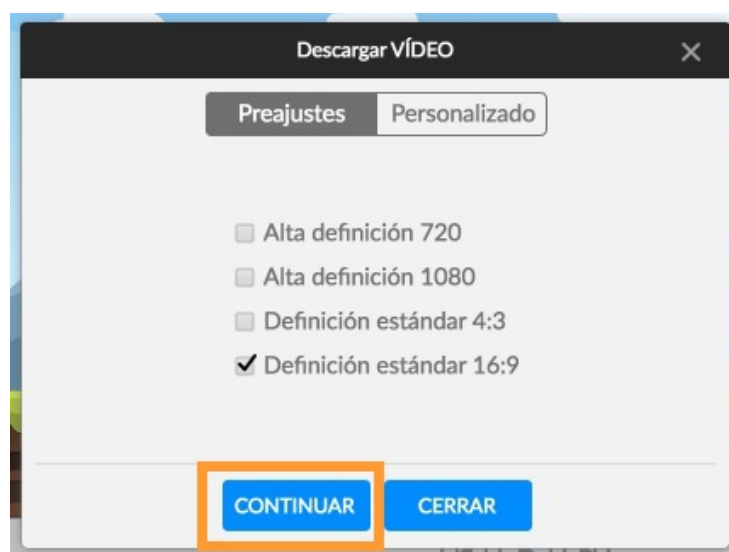 Descargar VÍDEO
Preajustes Personalizado
Alta definición 720
Alta definición 1080
Definición estándar 4:3
Definición estándar 16:9
CONTINUAR CERRAR